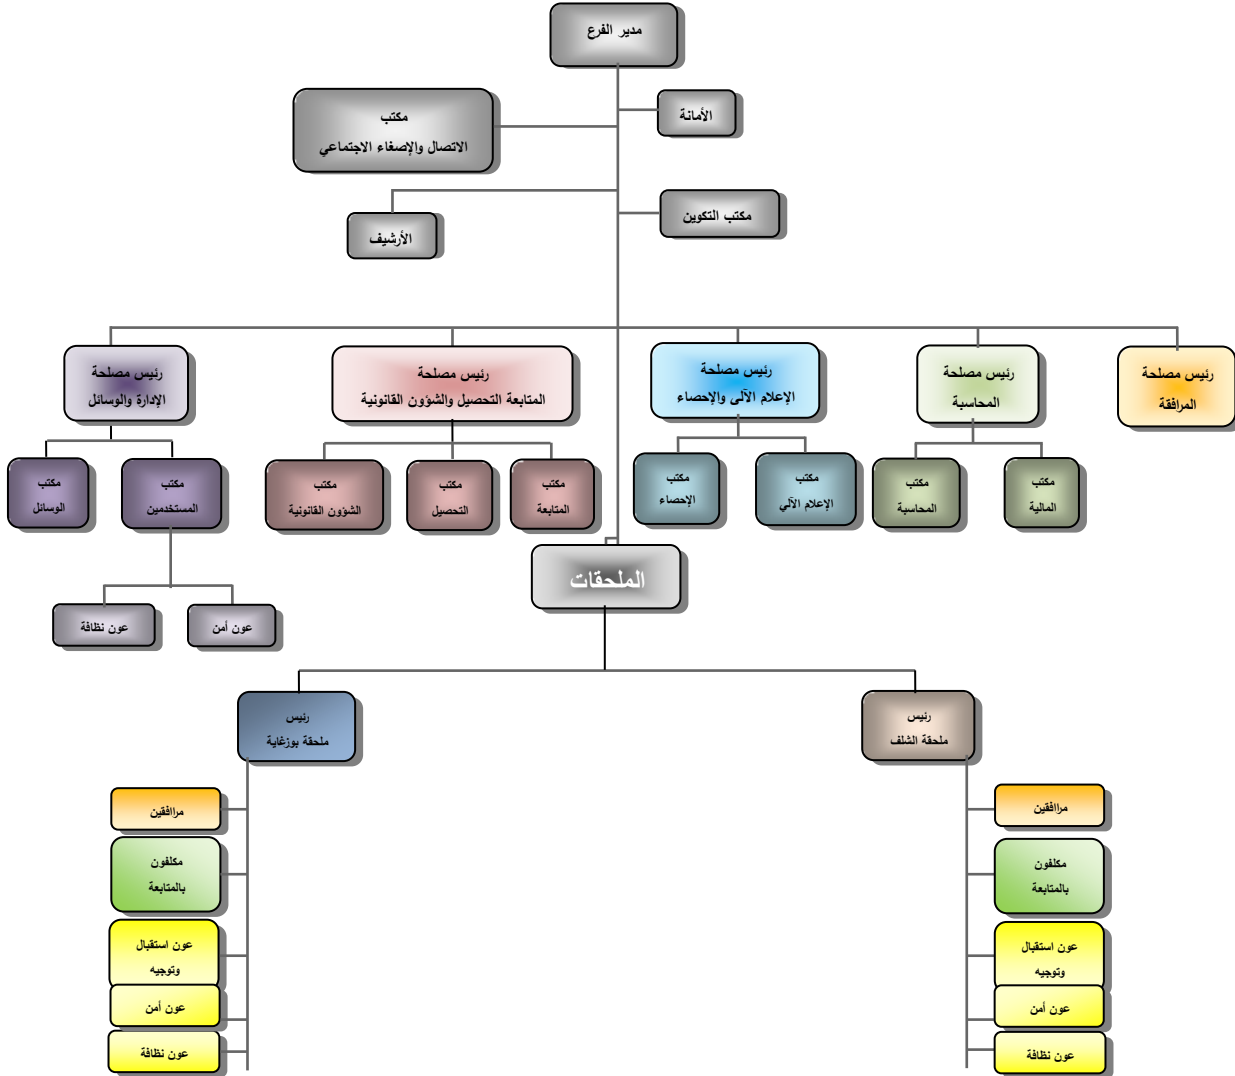 مدير الفرع
الأمانة
مكتب
الاتصال والإصغاء الاجتماعي
مكتب التكوين
الأرشيف
رئيس مصلحة
المرافقة
رئيس مصلحة
المحاسبة
رئيس مصلحة
الإعلام الآلى والإحصاء
رئيس مصلحة
المتابعة التحصيل والشؤون القانونية
رئيس مصلحة
الإدارة والوسائل
مكتب
المالية
مكتب
المحاسبة
مكتب
الإعلام الآلي
مكتب
الإحصاء
مكتب
المتابعة
مكتب
التحصيل
مكتب
الشؤون القانونية
مكتب
المستخدمين
مكتب
الوسائل
الملحقات
عون أمن
عون نظافة
رئيس
ملحقة الشلف
رئيس
ملحقة بوزغاية
مراافقين
مكلفون
بالمتابعة
عون استقبال
وتوجيه
عون أمن
عون نظافة
مراافقين
مكلفون
بالمتابعة
عون استقبال
وتوجيه
عون أمن
عون نظافة